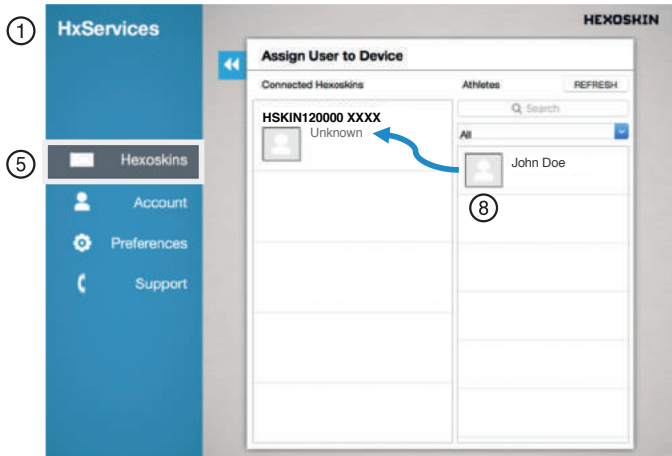 1
HxServices
HEXOSKIN
Assign User to Device
Connected Hexoskins
Athletes
REFRESH
HSKIN120000 XXXX
Unknown
Search
All
John Doe
5
Hexoskins
8
Account
Preferences
Support